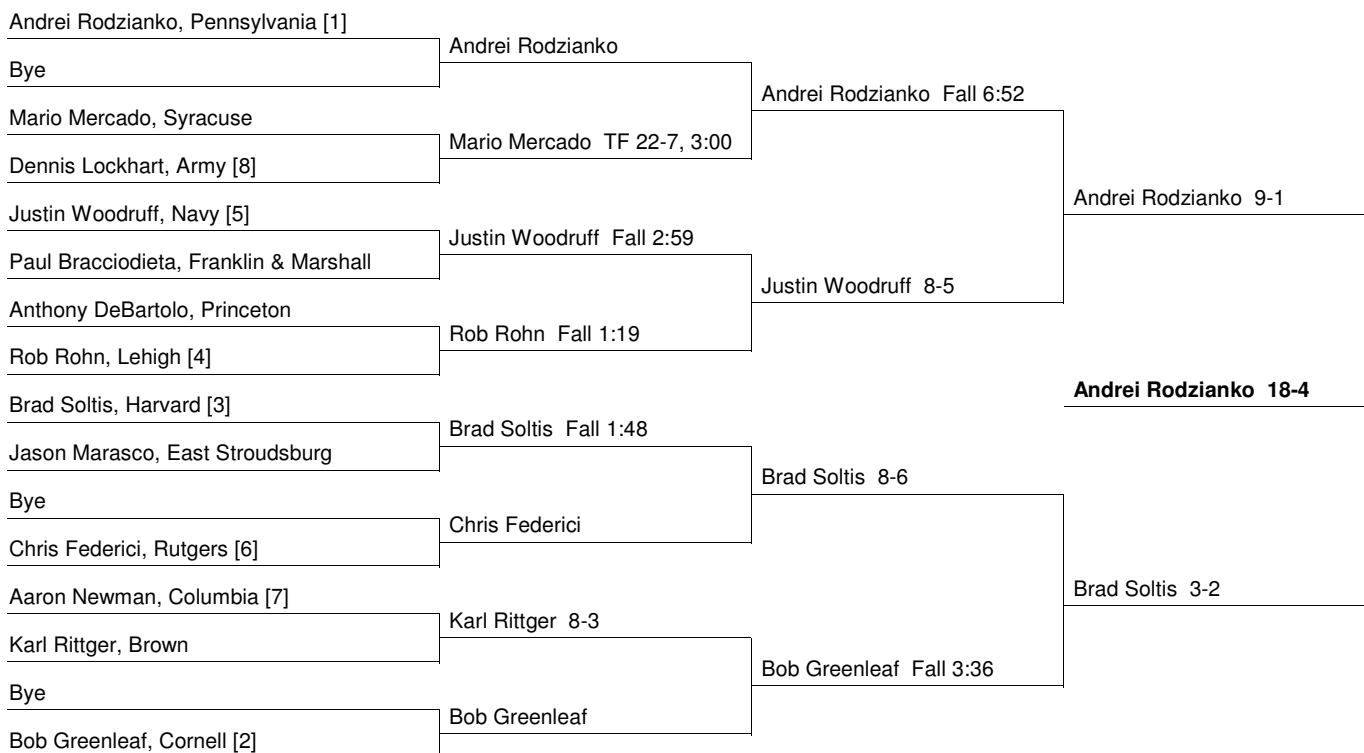 Andrei Rodzianko, Pennsylvania [1]
Bye
Mario Mercado, Syracuse
Dennis Lockhart, Army [8]
Justin Woodruff, Navy [5]
Paul Bracciodieta, Franklin & Marshall
Anthony DeBartolo, Princeton
Rob Rohn, Lehigh [4]
Brad Soltis, Harvard [3]
Jason Marasco, East Stroudsburg
Bye
Chris Federici, Rutgers [6]
Aaron Newman, Columbia [7]
Karl Rittger, Brown
Bye
Bob Greenleaf, Cornell [2]
Andrei Rodzianko
Mario Mercado TF 22-7, 3:00
Justin Woodruff Fall 2:59
Rob Rohn Fall 1:19
Brad Soltis Fall 1:48
Chris Federici
Karl Rittger 8-3
Bob Greenleaf
Andrei Rodzianko Fall 6:52
Justin Woodruff 8-5
Brad Soltis 8-6
Bob Greenleaf Fall 3:36
Andrei Rodzianko 9-1
Andrei Rodzianko 18-4
Brad Soltis 3-2